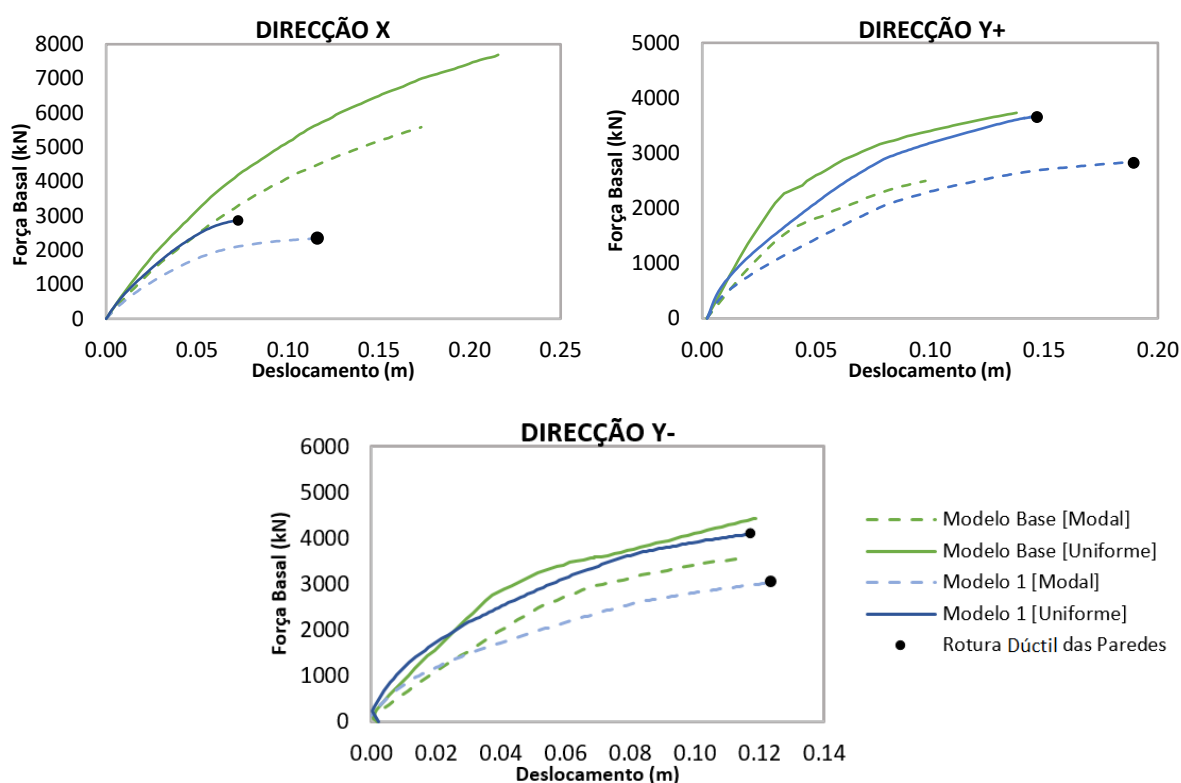 DIRECÇÃO X
8000
7000
6000
5000
4000
3000
2000
1000
0
Força Basal (kN)
0.00 0.05 0.10 0.15 0.20 0.25
Deslocamento (m)
DIRECÇÃO Y+
5000
4000
3000
2000
1000
0
Força Basal (kN)
0.00 0.05 0.10 0.15 0.20
Deslocamento (m)
DIRECÇÃO Y-
6000
5000
4000
3000
2000
1000
0
Força Basal (kN)
0.00 0.02 0.04 0.06 0.08 0.10 0.12 0.14
Deslocamento (m)
Modelo Base [Modal]
Modelo Base [Uniforme]
Modelo 1 [Modal]
Modelo 1 [Uniforme]
Rotura Dúctil das Paredes